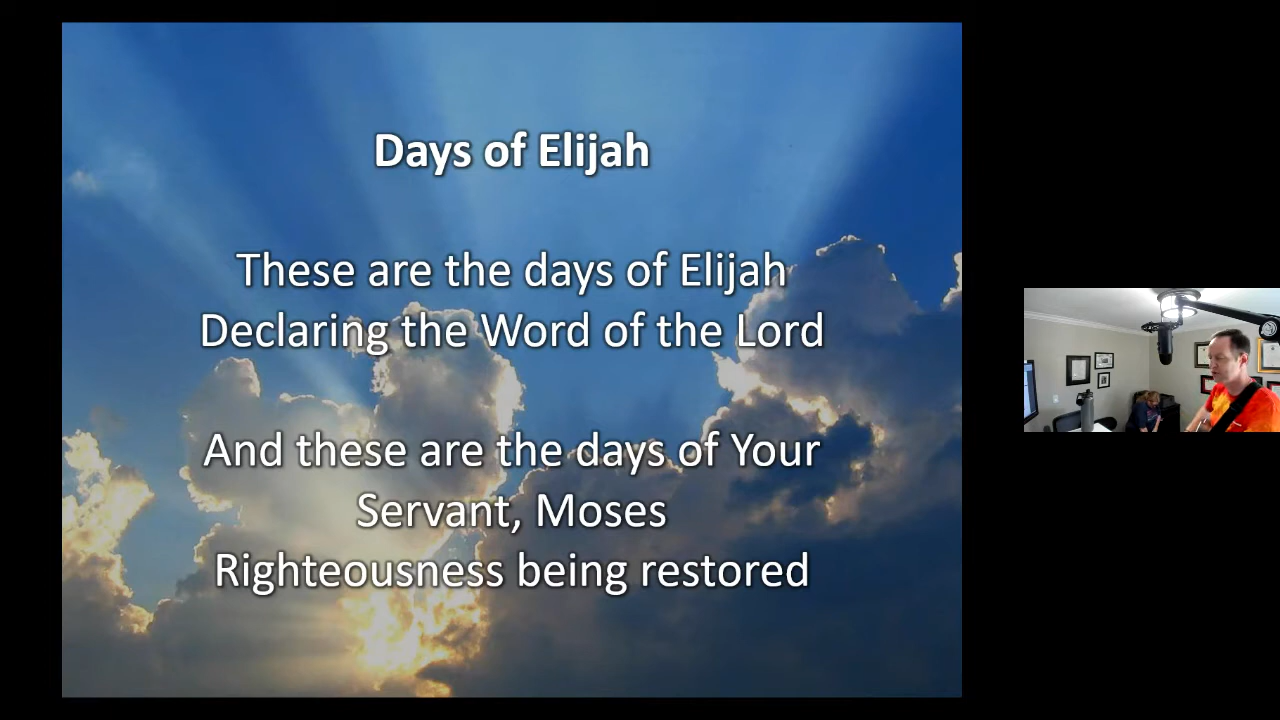 Days of Elijah
These are the days of Elijah
Declaring the Word of the Lord
And these are the days of Your
Servant, Moses
Righteousness being restored